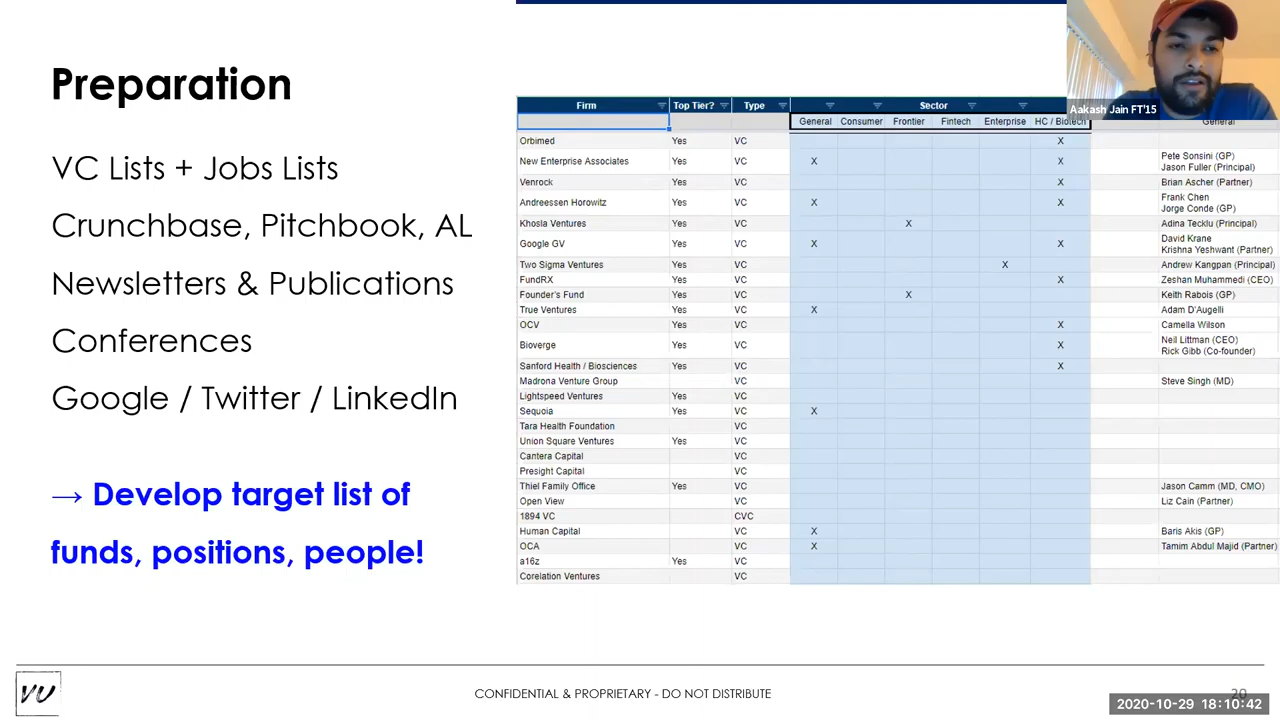 Preparation
VC Lists + Jobs Lists
Crunchbase, Pitchbook, AL
Newsletters & Publications
Conferences
Google / Twitter / LinkedIn
→ Develop target list of
funds, positions, people!
Firm Top Tier? Type Sector
General Consumer Frontier Fintech Enterprise HC / Biotech General
Orbimed Yes VC X
New Enterprise Associates Yes VC X X Pete Sonsini (GP)
Jason Fuller (Principal)
Venrock Yes VC X Brian Ascher (Partner)
Andreessen Horowitz Yes VC X X Frank Chen
Jorge Conde (GP)
Khosla Ventures Yes VC X Adina Tecklu (Principal)
Google GV Yes VC X X David Krane
Krishna Yeshwant (Partner)
Two Sigma Ventures Yes VC X Andrew Kangpan (Principal)
FundRX Yes VC X Zeshan Muhammedi (CEO)
Founder's Fund Yes VC X Keith Rabois (GP)
True Ventures Yes VC X Adam D'Augelli
OCV Yes VC X Camella Wilson
Bioverge Yes VC X Neil Littman (CEO)
Rick Gibb (Co-founder)
Sanford Health / Biosciences Yes VC X
Madrona Venture Group VC Steve Singh (MD)
Lightspeed Ventures Yes VC
Sequoia Yes VC X
Tara Health Foundation VC
Union Square Ventures Yes VC
Cantera Capital VC
Presight Capital VC
Thiel Family Office Yes VC Jason Camm (MD, CMO)
Open View VC Liz Cain (Partner)
1894 VC CVC
Human Capital VC X Baris Akis (GP)
OCA VC X Tamim Abdul Majid (Partner)
a16z Yes VC
Corelation Ventures VC
Aakash Jain FT'15
VU
CONFIDENTIAL & PROPRIETARY - DO NOT DISTRIBUTE
20
2020-10-29 18:10:42